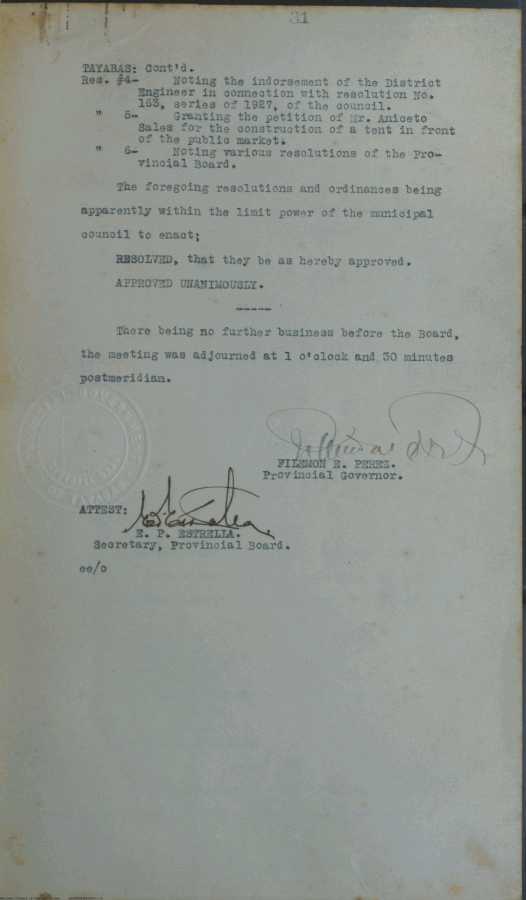 31
TAYABAS: Cont'd.
Res. #4- Noting the indorsement of the District
Engineer in connection with resolution No.
163, series of 1927, of the council.
" 5- Granting the petition of Mr. Aniceto
Sales for the construction of a tent in front
of the public market.
" 6- Noting various resolutions of the Pro-
vincial Board.
The foregoing resolutions and ordinances being
apparently within the limit power of the municipal
council to enact;
RESOLVED, that they be as hereby approved.
APPROVED UNANIMOUSLY.
-----
There being no further business before the Board,
the meeting was adjourned at 1 o'clock and 30 minutes
postmeridian.
FILEMON E. PEREZ.
Provincial Governor.
ATTEST:
E. P. ESTRELLA.
Secretary, Provincial Board.
ee/o